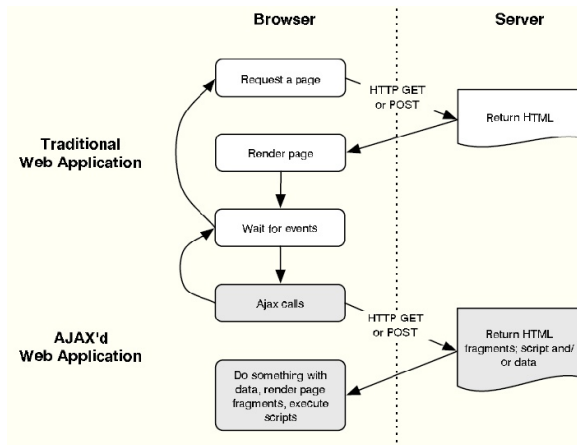 Browser
Server
Request a page
HTTP GET
or POST
Return HTML
Traditional
Web Application
Render page
Wait for events
Ajax calls
HTTP GET
or POST
AJAX'd
Web Application
Return HTML
fragments; script and/
or data
Do something with
data, render page
fragments, execute
scripts